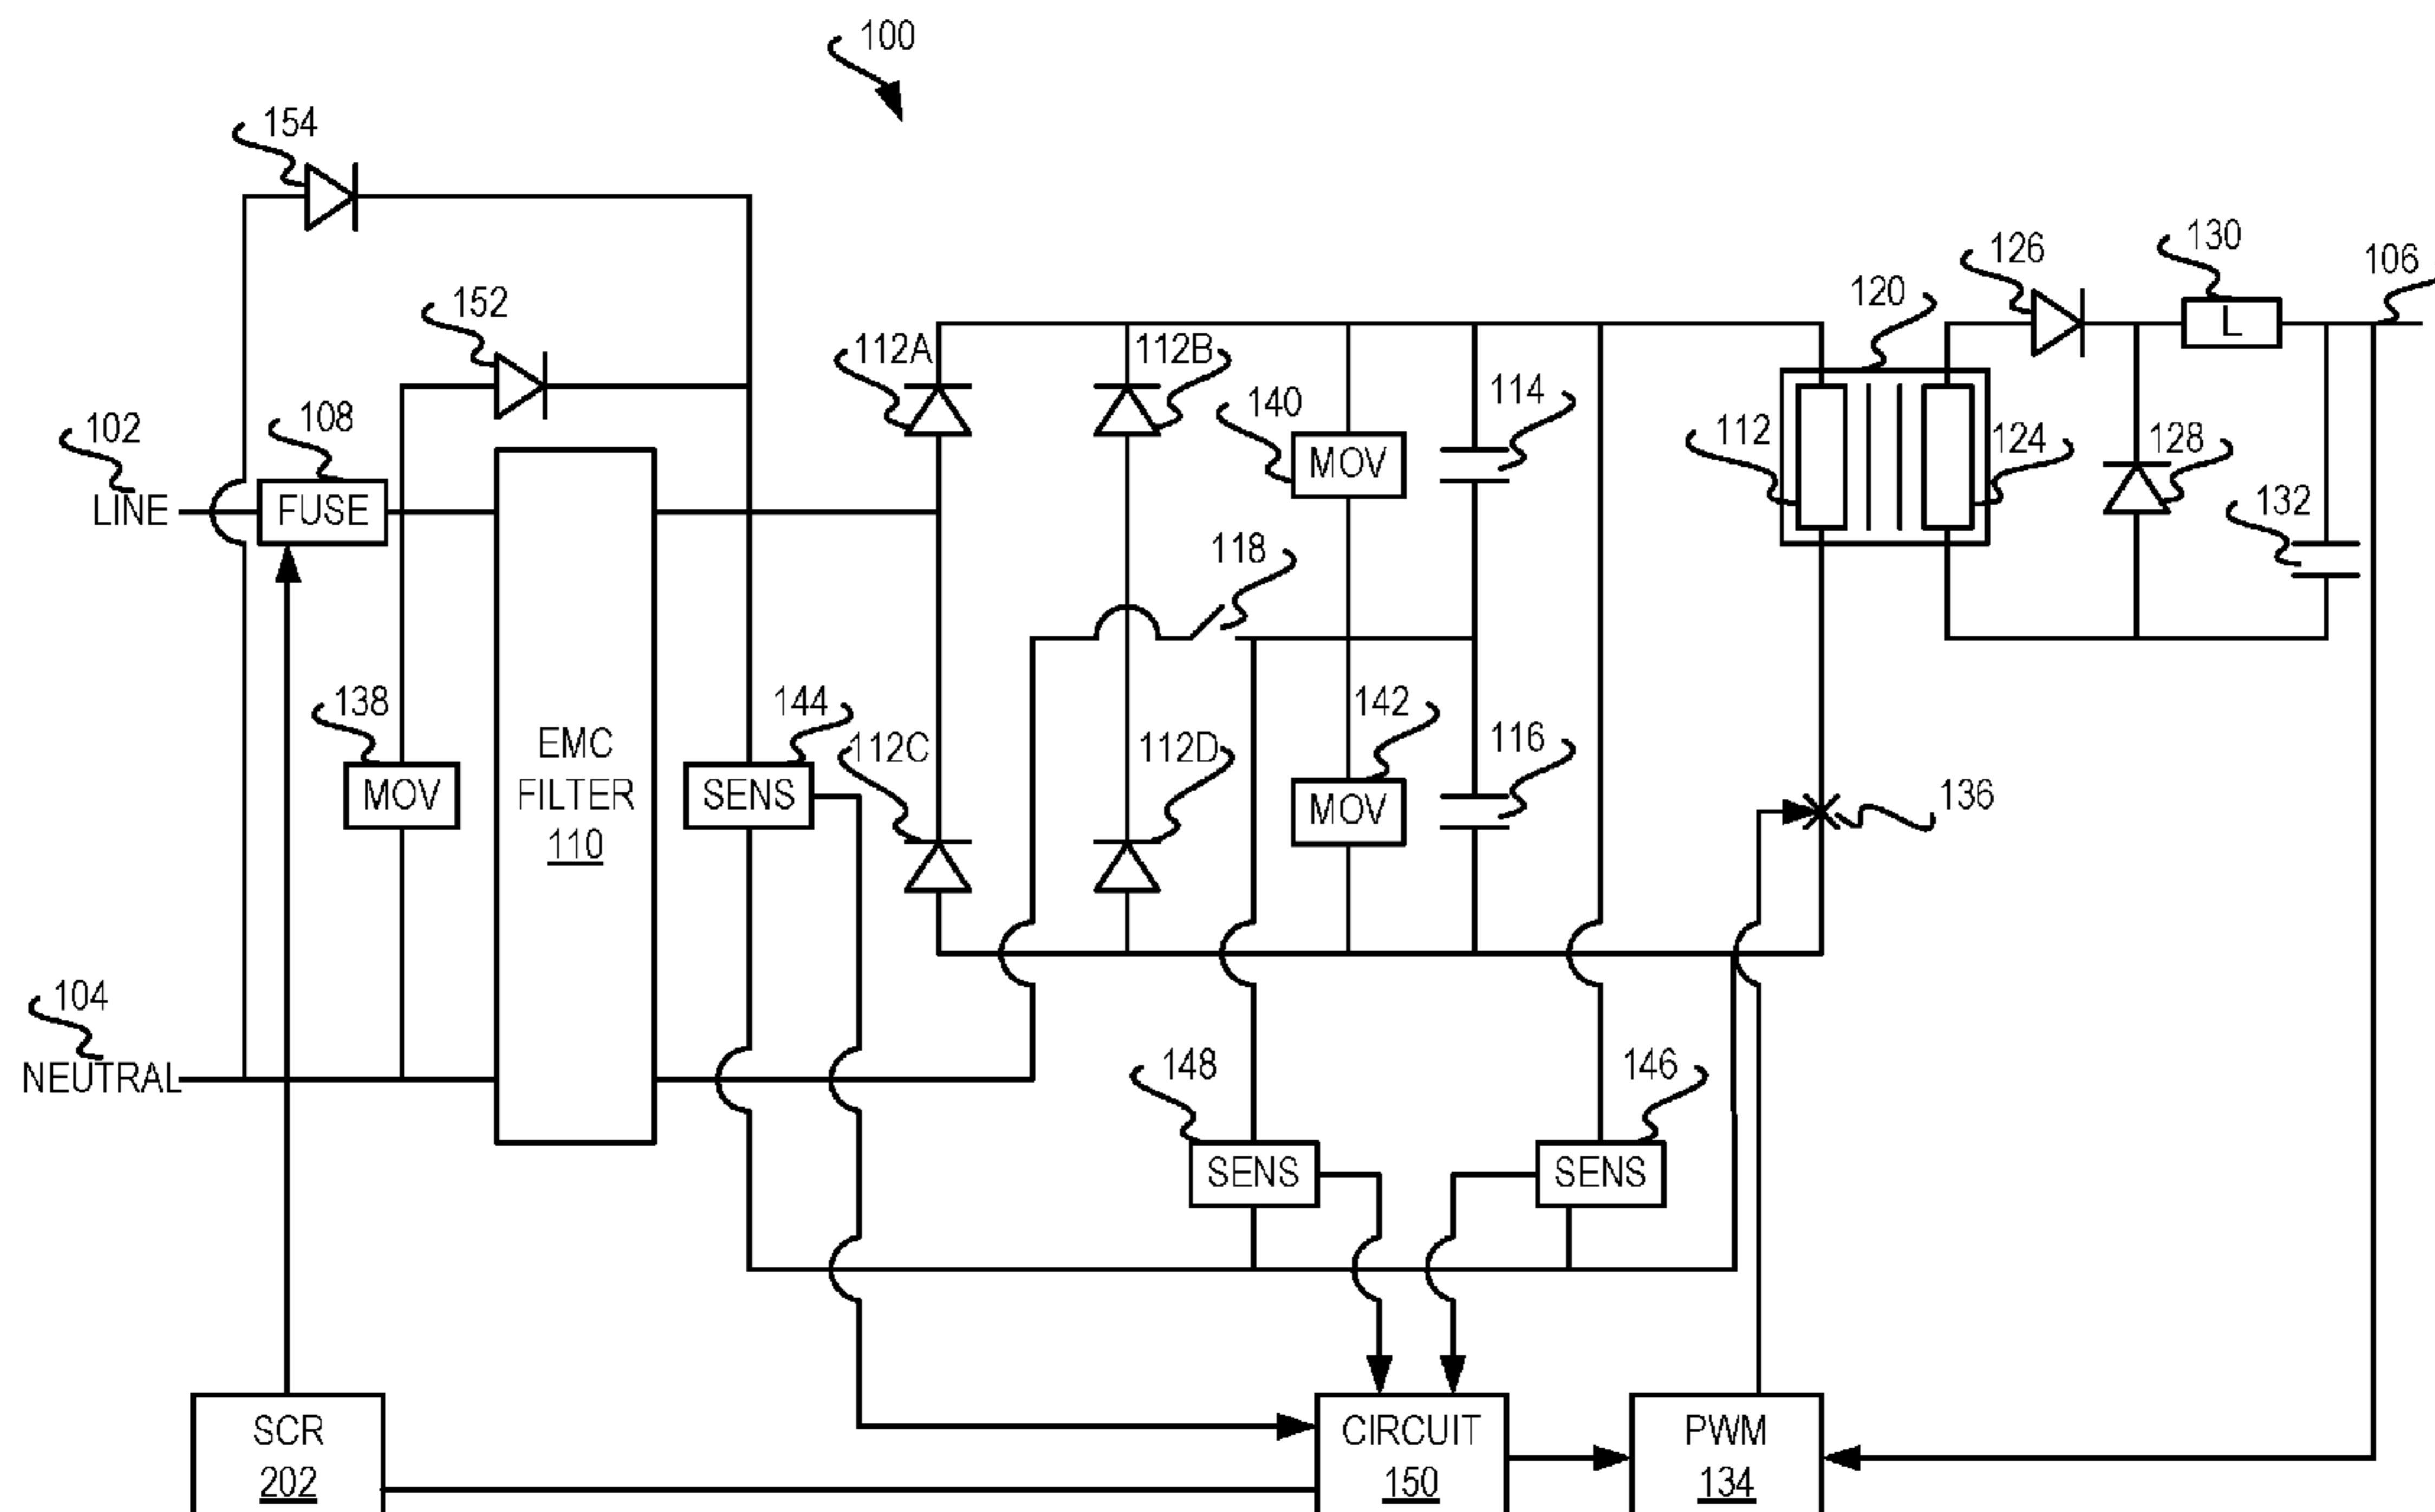 100
154
126
130
106
120
152
112A
112B
114
102
108
140
112
124
128
MOV
LINE
FUSE
132
L
118
138
144
142
116
112C
112D
EMC
FILTER
110
MOV
SENS
MOV
136
104
NEUTRAL
148
146
SENS
SENS
SCR
202
CIRCUIT
150
PWM
134